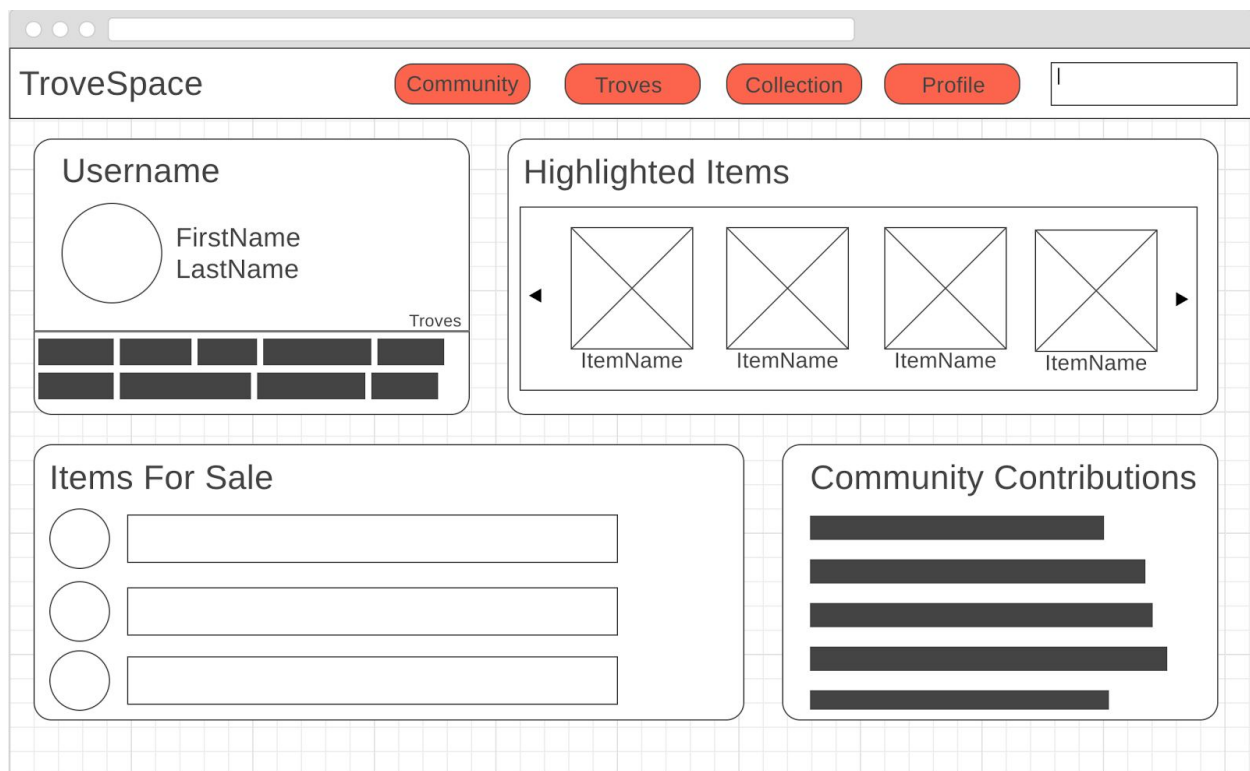 TroveSpace
Community
Troves
Collection
Profile
Username
FirstName
LastName
Troves
Highlighted Items
ItemName
ItemName
ItemName
ItemName
Items For Sale
Community Contributions